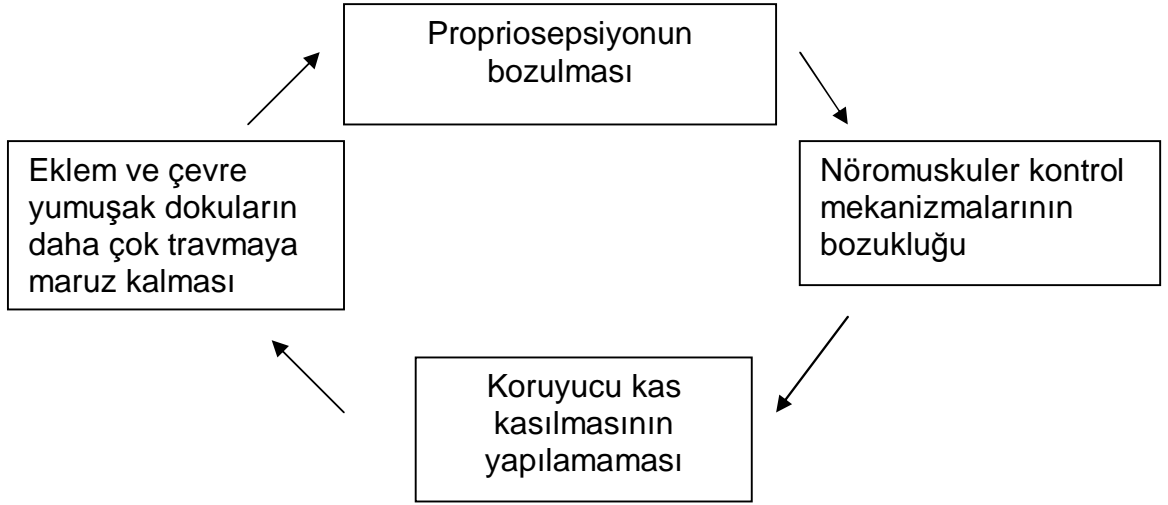 Propriosepsiyonun
bozulması
Eklem ve çevre
yumuşak dokuların
daha çok travmaya
maruz kalması
Nöromuskuler kontrol
mekanizmalarının
bozukluğu
Koruyucu kas
kasılmasının
yapılamaması